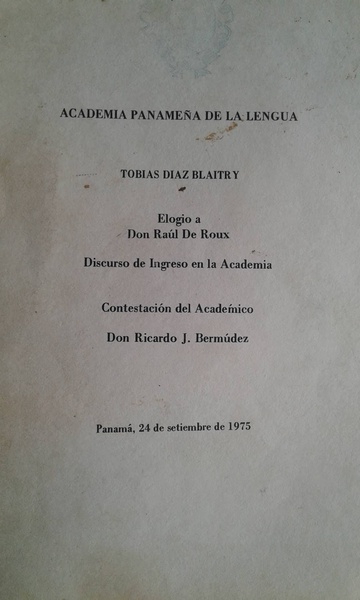 ACADEMIA PANAMEÑA DE LA LENGUA
TOBIAS DIAZ BLAITRY
Elogio a
Don Raúl De Roux
Discurso de Ingreso en la Academia
Contestación del Académico
Don Ricardo J. Bermúdez
Panamá, 24 de setiembre de 1975